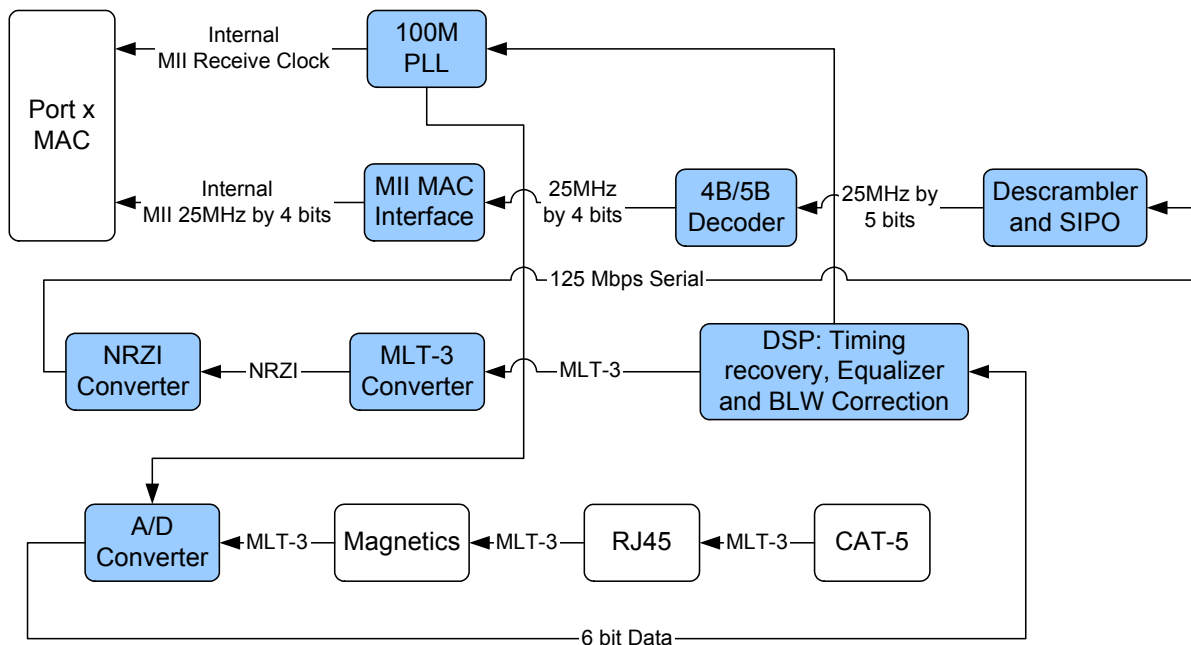 Internal
MII Receive Clock
100M
PLL
Port x
MAC
Internal
MII 25MHz by 4 bits
MII MAC
Interface
25MHz
by 4 bits
4B/5B
Decoder
25MHz by
5 bits
Descrambler
and SIPO
125 Mbps Serial
NRZI
Converter
NRZI
MLT-3
Converter
MLT-3
DSP: Timing
recovery, Equalizer
and BLW Correction
A/D
Converter
MLT-3
Magnetics
MLT-3
RJ45
MLT-3
CAT-5
6 bit Data